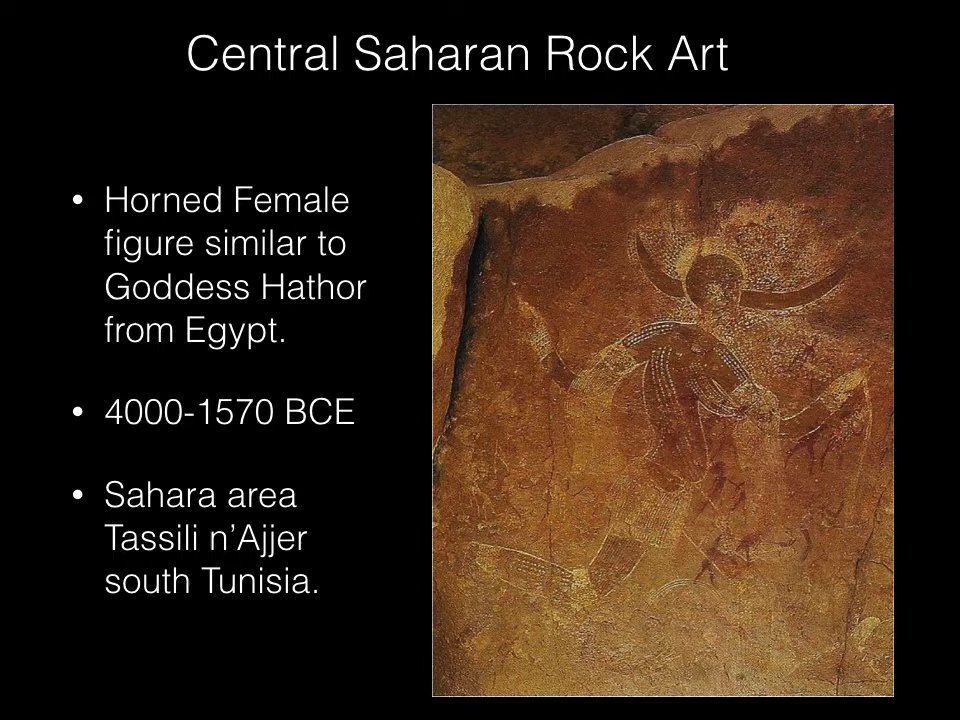 Central Saharan Rock Art
• Horned Female
figure similar to
Goddess Hathor
from Egypt.
• 4000-1570 BCE
• Sahara area
Tassili n’Ajjer
south Tunisia.